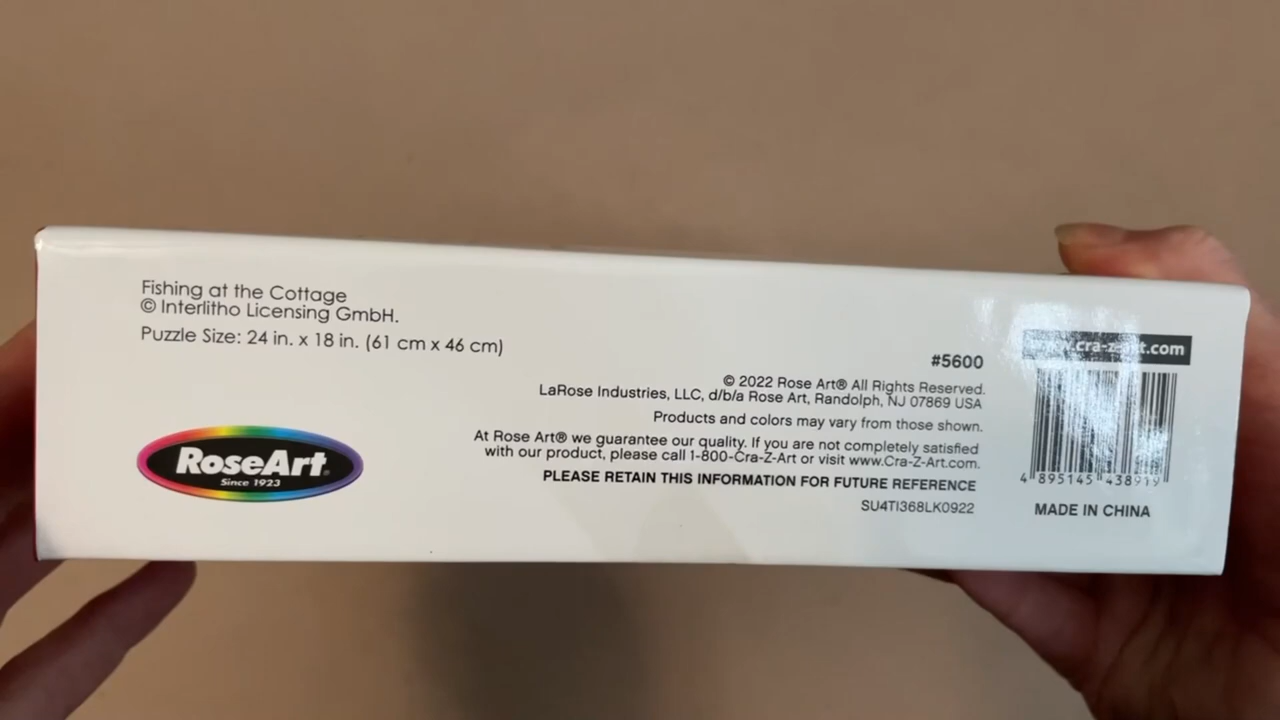 Fishing at the Cottage
© Interlitho Licensing GmbH.
Puzzle Size: 24 in. x 18 in. (61 cm x 46 cm)
RoseArt®
Since 1923
#5600
© 2022 Rose Art® All Rights Reserved.
LaRose Industries, LLC, d/b/a Rose Art, Randolph, NJ 07869 USA
Products and colors may vary from those shown.
At Rose Art® we guarantee our quality. If you are not completely satisfied
with our product, please call 1-800-Cra-Z-Art or visit www.Cra-Z-Art.com.
PLEASE RETAIN THIS INFORMATION FOR FUTURE REFERENCE
SU4TI368LK0922
www.cra-z-art.com
4 895145 438919
MADE IN CHINA